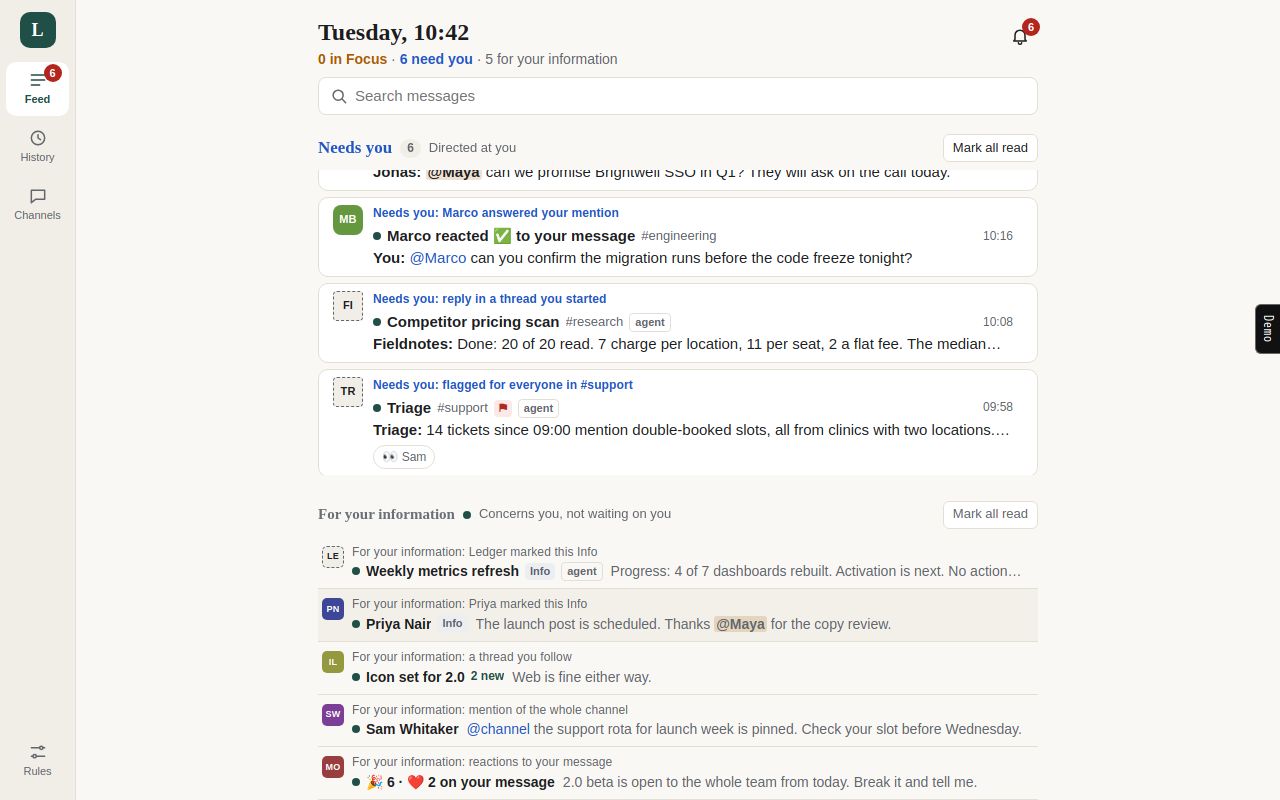 L
6
Feed
History
Channels
Rules
Tuesday, 10:42
6
0 in Focus · 6 need you · 5 for your information
Search messages
Needs you 6 Directed at you
Mark all read
Jonas: @Maya can we promise Brightwell SSO in Q1? They will ask on the call today.
MB
Needs you: Marco answered your mention
Marco reacted ✅ to your message #engineering 10:16
You: @Marco can you confirm the migration runs before the code freeze tonight?
FI
Needs you: reply in a thread you started
Competitor pricing scan #research agent 10:08
Fieldnotes: Done: 20 of 20 read. 7 charge per location, 11 per seat, 2 a flat fee. The median…
TR
Needs you: flagged for everyone in #support
Triage #support agent 09:58
Triage: 14 tickets since 09:00 mention double-booked slots, all from clinics with two locations.…
👀 Sam
For your information Concerns you, not waiting on you
Mark all read
LE
For your information: Ledger marked this Info
Weekly metrics refresh Info agent Progress: 4 of 7 dashboards rebuilt. Activation is next. No action…
PN
For your information: Priya marked this Info
Priya Nair Info The launch post is scheduled. Thanks @Maya for the copy review.
IL
For your information: a thread you follow
Icon set for 2.0 2 new Web is fine either way.
SW
For your information: mention of the whole channel
Sam Whitaker @channel the support rota for launch week is pinned. Check your slot before Wednesday.
MO
For your information: reactions to your message
🎉 6 · ❤️ 2 on your message 2.0 beta is open to the whole team from today. Break it and tell me.
Demo